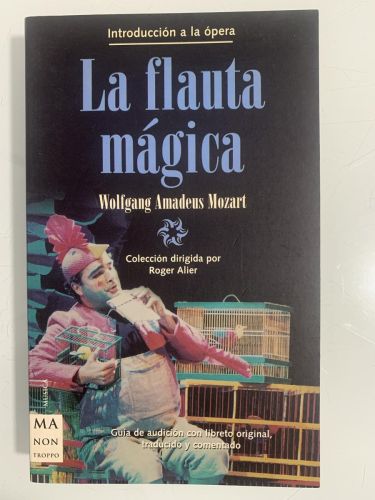 Introducción a la ópera
La flauta
mágica
Wolfgang Amadeus Mozart
Colección dirigida por
Roger Alier
MUSICA
MA
NON
TROPPO
Guía de audición con libreto original,
traducido y comentado